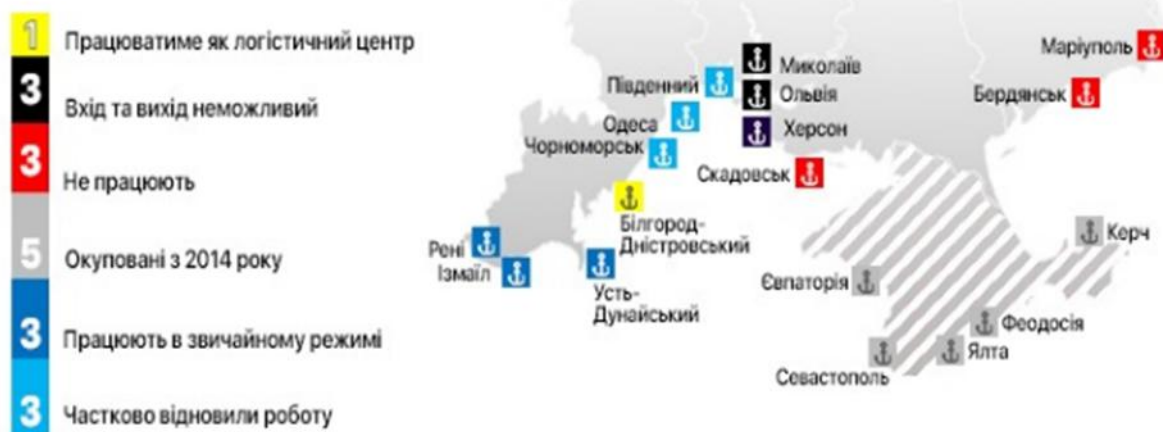 1 Працюватиме як логістичний центр
3 Вхід та вихід неможливий
3 Не працюють
5 Окуповані з 2014 року
3 Працюють в звичайному режимі
3 Частково відновили роботу
Маріуполь
Бердянськ
Миколаїв
Ольвія
Херсон
Південний
Одеса
Чорноморськ
Скадовськ
Білгород-
Дністровський
Рені
Ізмаїл
Усть-
Дунайський
Керч
Євпаторія
Феодосія
Ялта
Севастополь